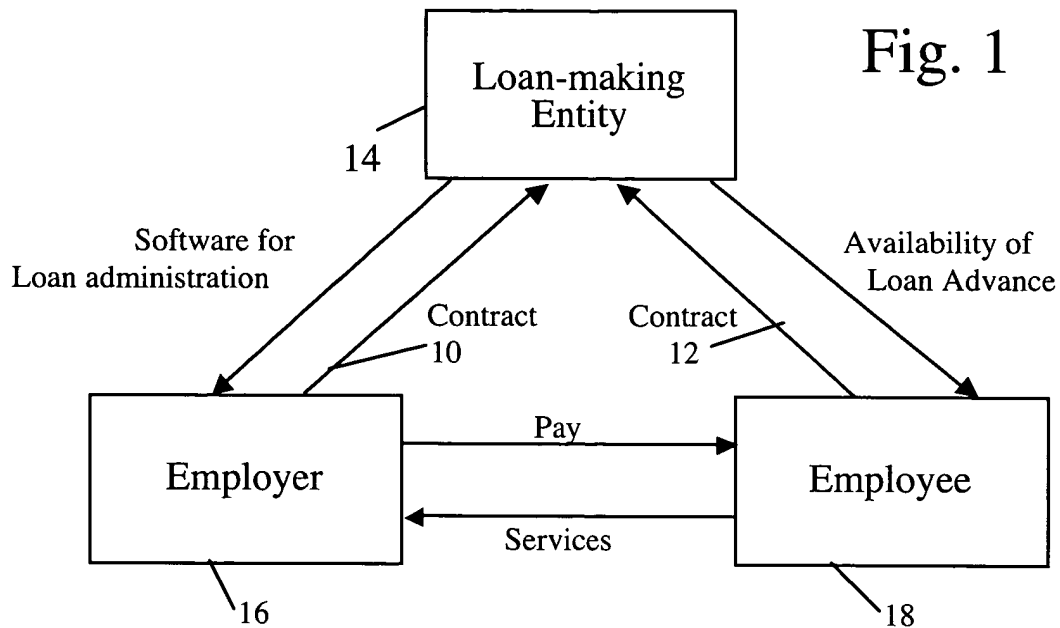 Fig. 1
Loan-making
Entity
14
Software for
Loan administration
Availability of
Loan Advance
Contract
10
Contract
12
Pay
Employer
Employee
Services
16
18